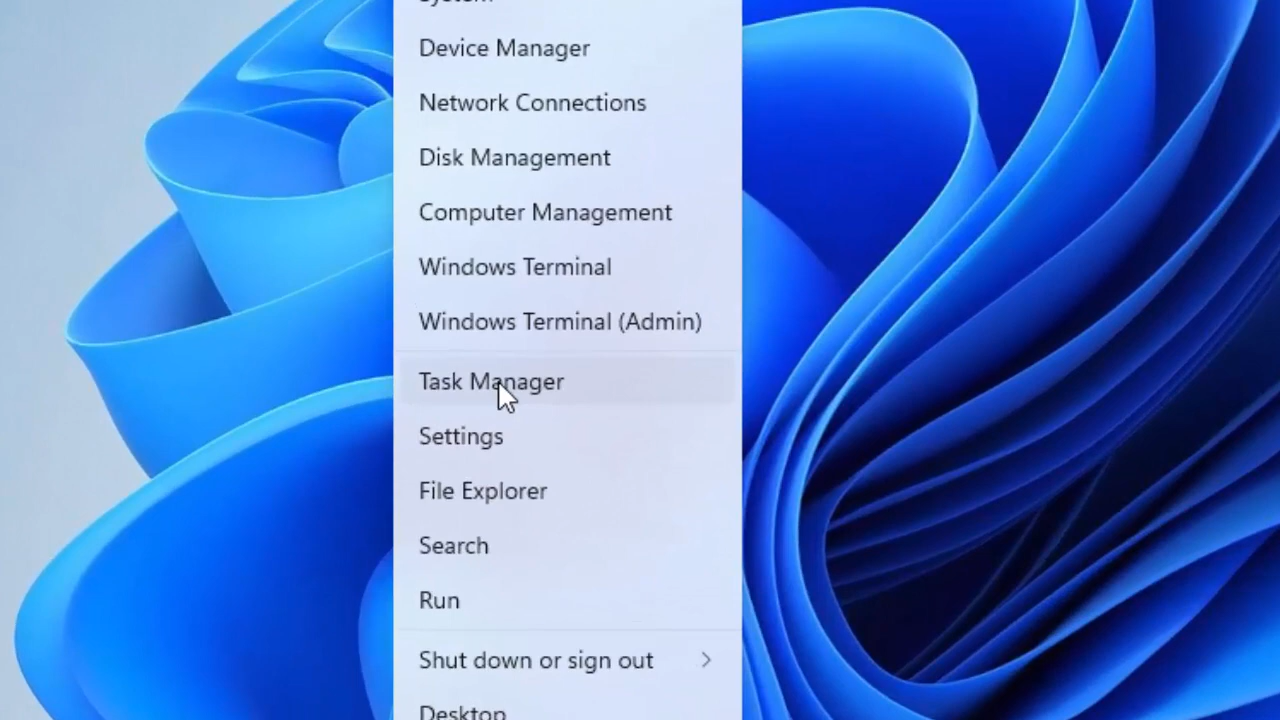 System
Device Manager
Network Connections
Disk Management
Computer Management
Windows Terminal
Windows Terminal (Admin)
Task Manager
Settings
File Explorer
Search
Run
Shut down or sign out
Desktop